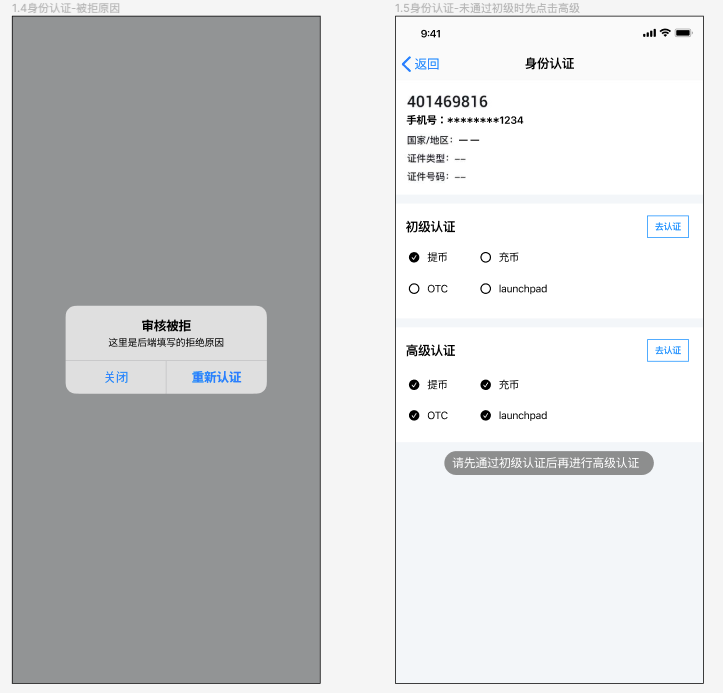 1.4身份认证-被拒原因
审核被拒
这里是后端填写的拒绝原因
关闭
重新认证
1.5身份认证-未通过初级时先点击高级
9:41
返回
身份认证
401469816
手机号：********1234
国家/地区：— —
证件类型：--
证件号码：--
初级认证
去认证
提币
充币
OTC
launchpad
高级认证
去认证
提币
充币
OTC
launchpad
请先通过初级认证后再进行高级认证